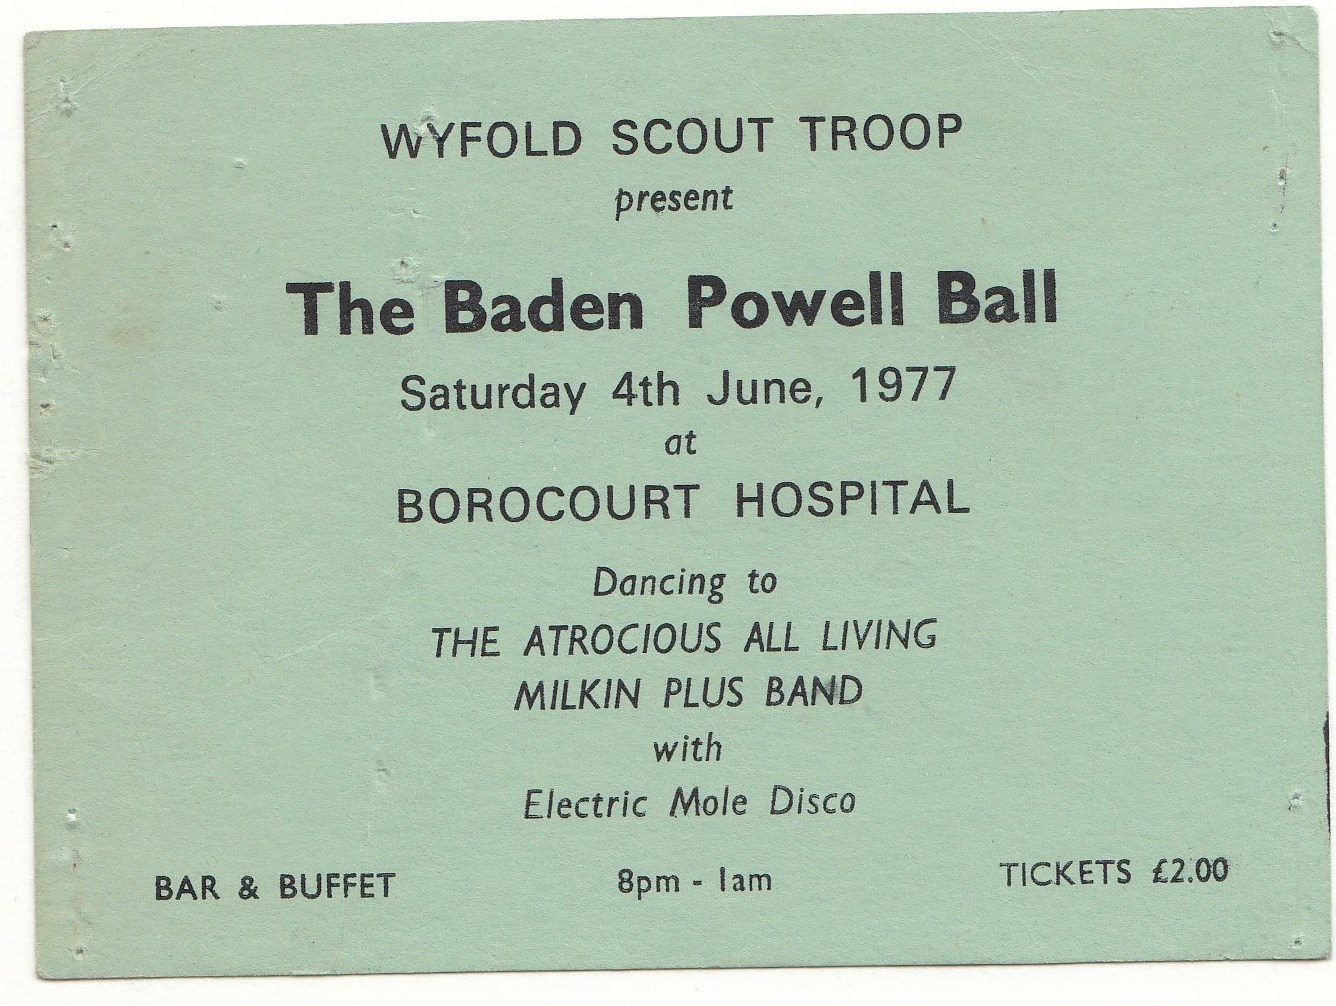 WYFOLD SCOUT TROOP
present
The Baden Powell Ball
Saturday 4th June, 1977
at
BOROCOURT HOSPITAL
Dancing to
THE ATROCIOUS ALL LIVING
MILKIN PLUS BAND
with
Electric Mole Disco
BAR & BUFFET 8pm - 1am TICKETS £2.00